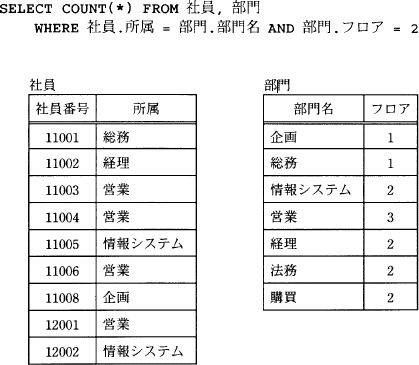 SELECT COUNT(*) FROM 社員, 部門
WHERE 社員.所属 = 部門.部門名 AND 部門.フロア = 2
社員
社員番号 所属
11001 総務
11002 経理
11003 営業
11004 営業
11005 情報システム
11006 営業
11008 企画
12001 営業
12002 情報システム
部門
部門名 フロア
企画 1
総務 1
情報システム 2
営業 3
経理 2
法務 2
購買 2